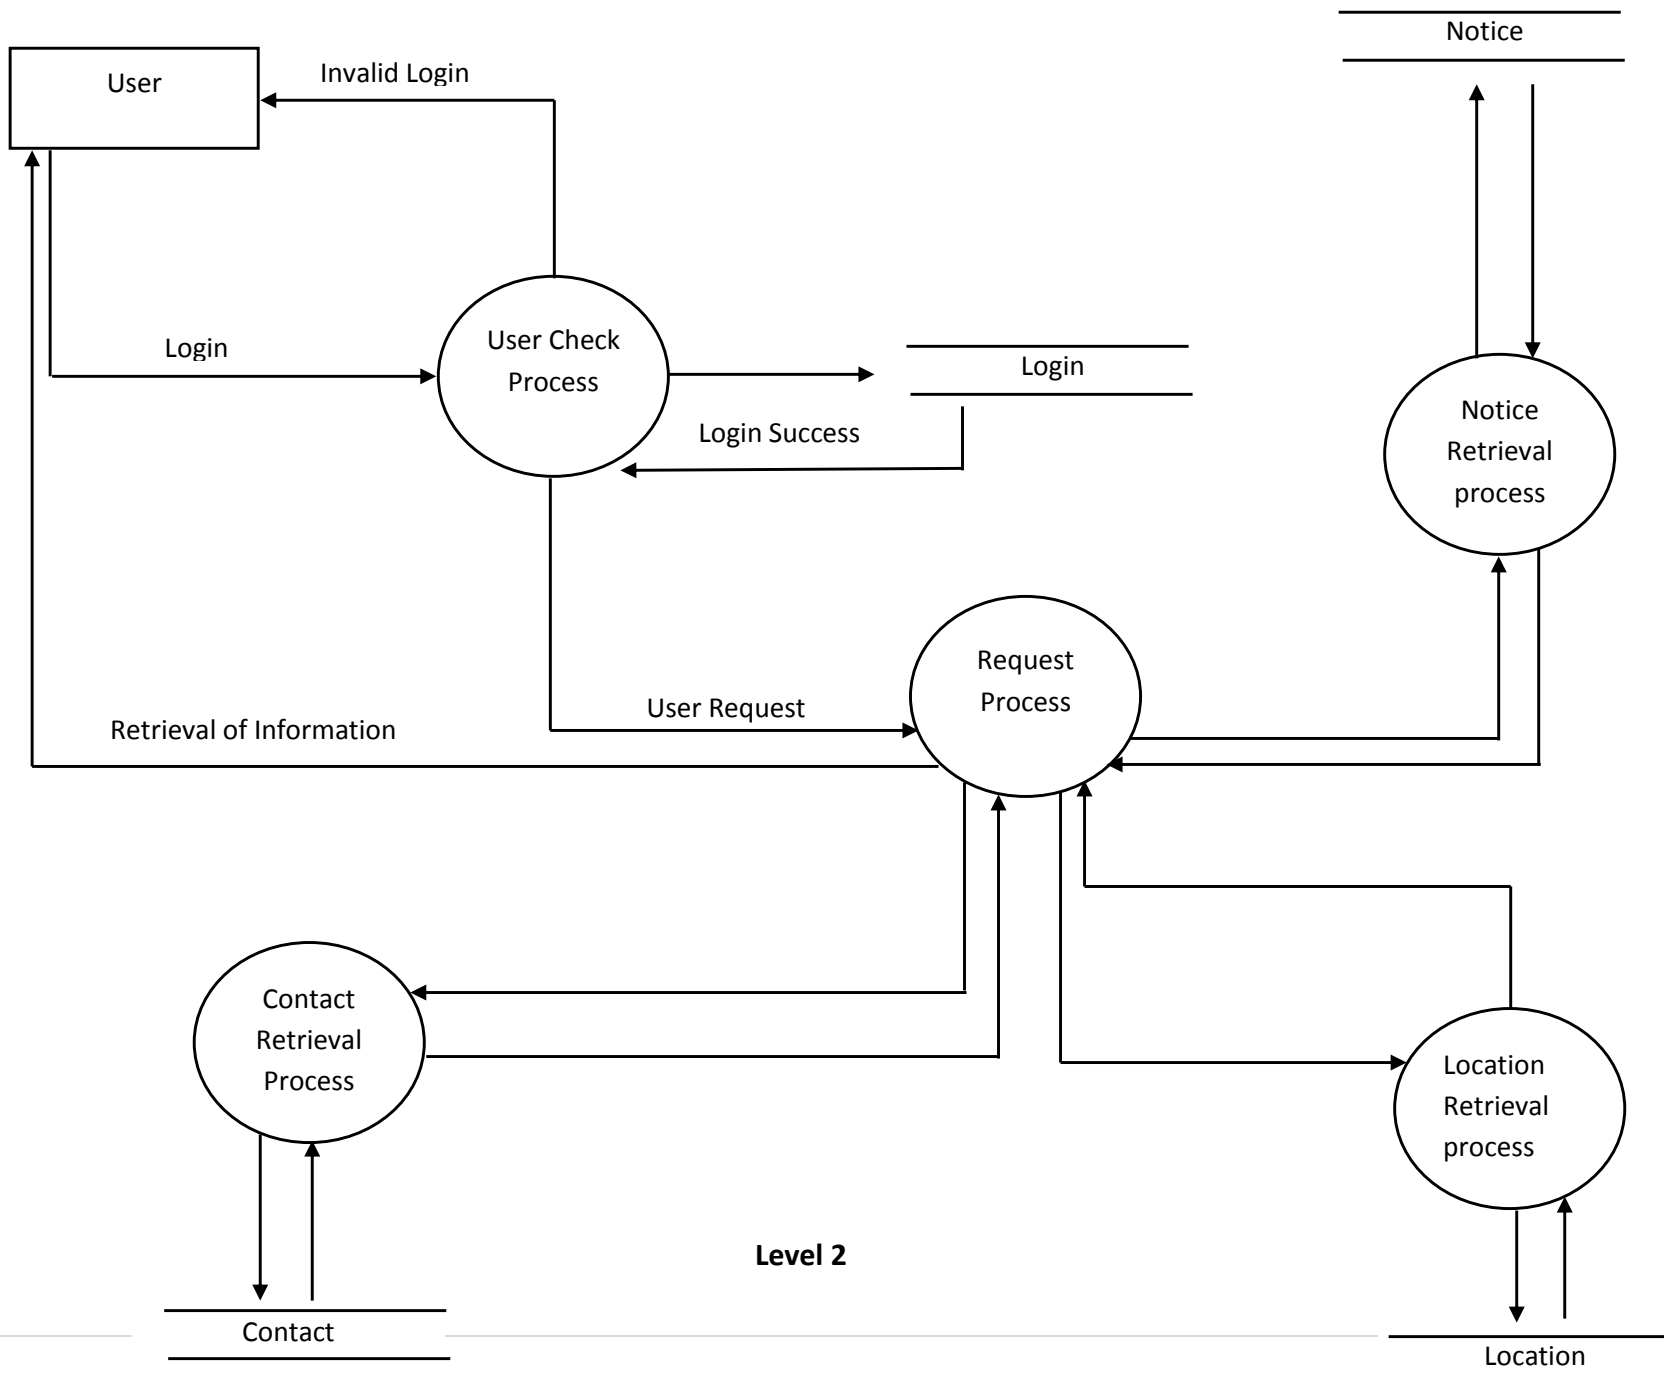 Notice
User
Invalid Login
User Check
Process
Login
Login
Login Success
Notice
Retrieval
process
Request
Process
User Request
Retrieval of Information
Contact
Retrieval
Process
Location
Retrieval
process
Level 2
Contact
Location